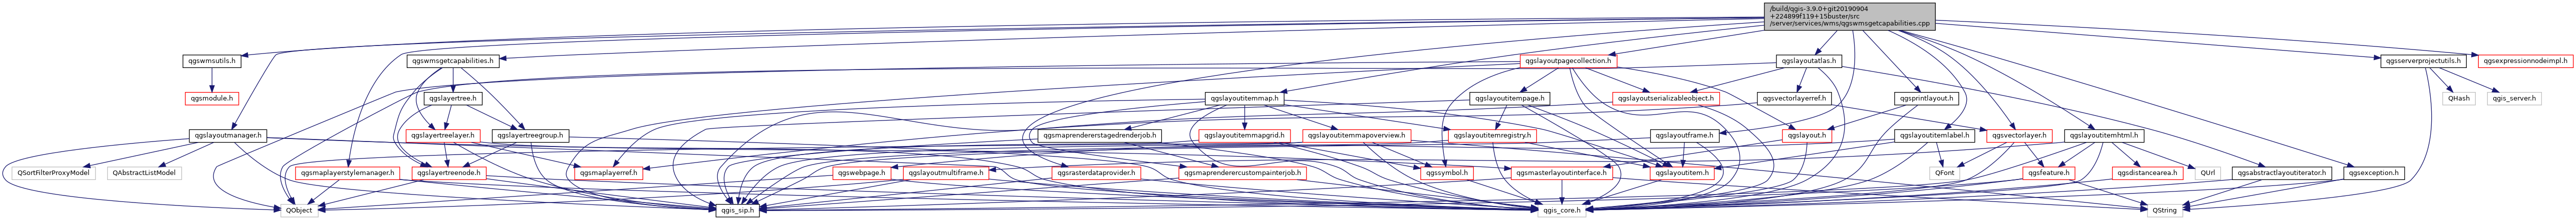 /build/qgis-3.9.0+git20190904
+224899f119+15buster/src
/server/services/wms/qgswmsgetcapabilities.cpp
qgswmsutils.h
qgswmsgetcapabilities.h
qgslayoutpagecollection.h
qgslayoutatlas.h
qgsserverprojectutils.h
qgsexpressionnodeimpl.h
qgsmodule.h
qgslayertree.h
qgslayoutitemmap.h
qgslayoutitempage.h
qgslayoutserializableobject.h
qgsvectorlayerref.h
qgsprintlayout.h
QHash
qgis_server.h
qgslayoutmanager.h
qgslayertreelayer.h
qgslayertreegroup.h
qgsmaprendererstagedrenderjob.h
qgslayoutitemmapgrid.h
qgslayoutitemmapoverview.h
qgslayoutitemregistry.h
qgslayoutframe.h
qgslayout.h
qgslayoutitemlabel.h
qgsvectorlayer.h
qgslayoutitemhtml.h
QSortFilterProxyModel
QAbstractListModel
qgsmaplayerstylemanager.h
qgslayertreenode.h
qgsmaplayerref.h
qgsrasterdataprovider.h
qgswebpage.h
qgslayoutmultiframe.h
qgsmaprenderercustompainterjob.h
qgssymbol.h
qgsmasterlayoutinterface.h
qgslayoutitem.h
QFont
qgsfeature.h
qgsdistancearea.h
QUrl
qgsabstractlayoutiterator.h
qgsexception.h
QObject
qgis_sip.h
qgis_core.h
QString